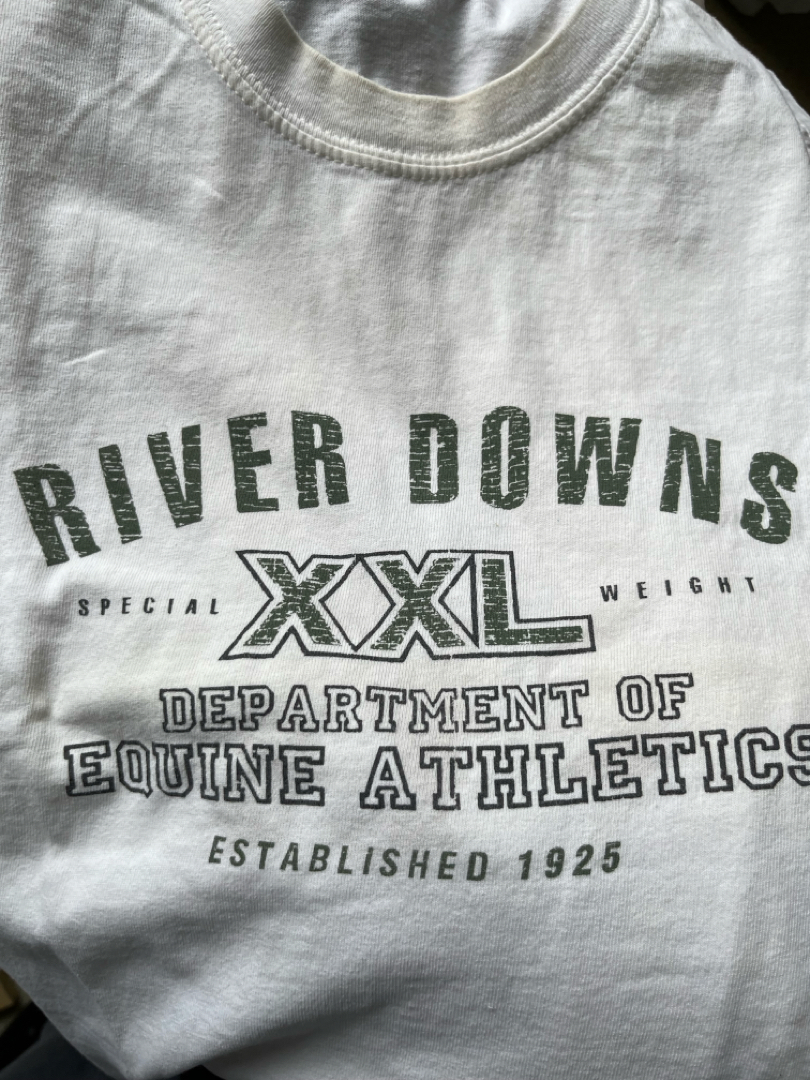 RIVER DOWNS
SPECIAL XXL WEIGHT
DEPARTMENT OF
EQUINE ATHLETICS
ESTABLISHED 1925